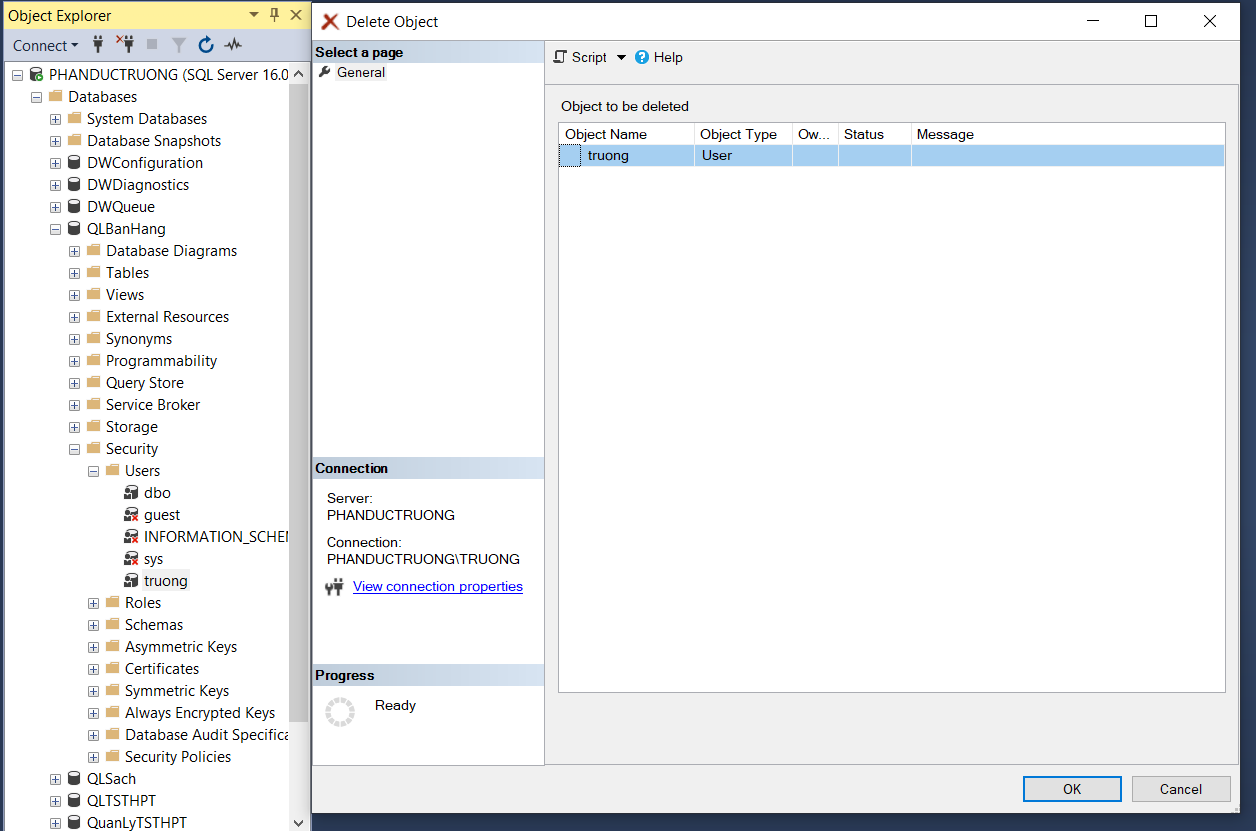 Object Explorer
Connect
PHANDUCTRUONG (SQL Server 16.0
Databases
System Databases
Database Snapshots
DWConfiguration
DWDiagnostics
DWQueue
QLBanHang
Database Diagrams
Tables
Views
External Resources
Synonyms
Programmability
Query Store
Service Broker
Storage
Security
Users
dbo
guest
INFORMATION_SCHEM
sys
truong
Roles
Schemas
Asymmetric Keys
Certificates
Symmetric Keys
Always Encrypted Keys
Database Audit Specifica
Security Policies
QLSach
QLTSTHPT
QuanLyTSTHPT
Delete Object
Select a page
General
Connection
Server:
PHANDUCTRUONG
Connection:
PHANDUCTRUONG\TRUONG
View connection properties
Progress
Ready
Script Help
Object to be deleted
Object Name Object Type Ow... Status Message
truong User
OK Cancel